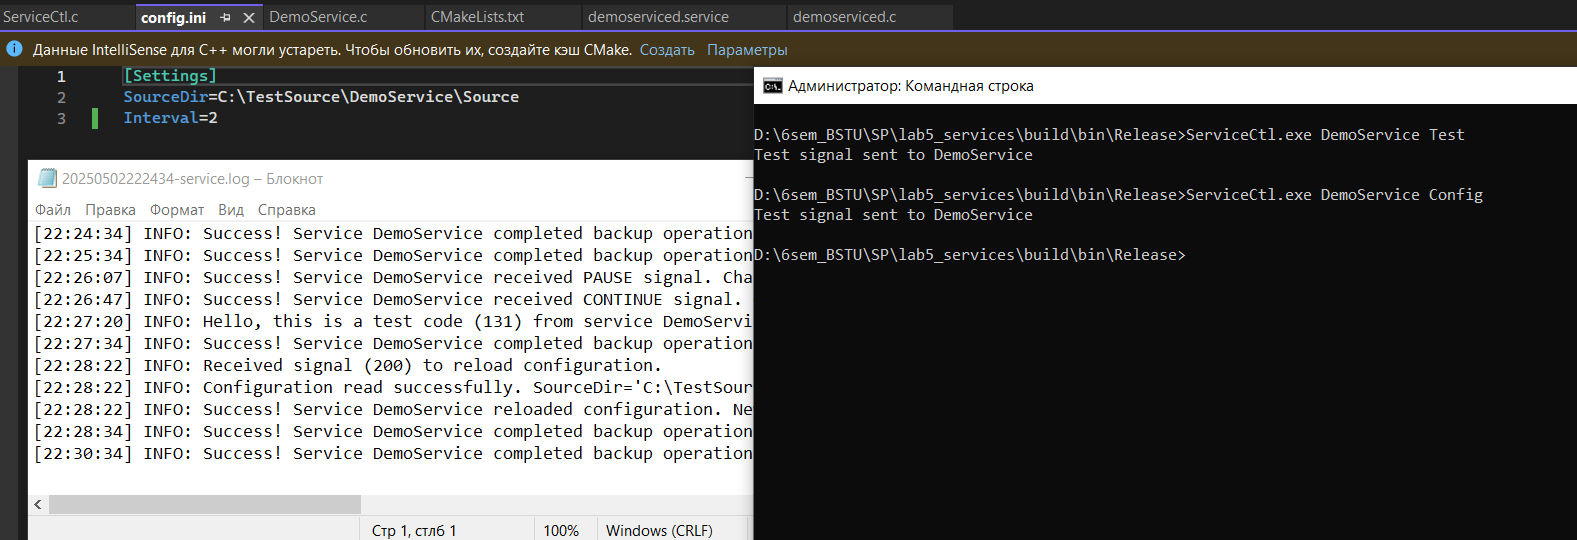 ServiceCtl.c config.ini DemoService.c CMakeLists.txt demoserviced.service demoserviced.c
Данные IntelliSense для C++ могли устареть. Чтобы обновить их, создайте кэш CMake. Создать Параметры
1 [Settings]
2 SourceDir=C:\TestSource\DemoService\Source
3 Interval=2
20250502222434-service.log – Блокнот
Файл Правка Формат Вид Справка
[22:24:34] INFO: Success! Service DemoService completed backup operation
[22:25:34] INFO: Success! Service DemoService completed backup operation
[22:26:07] INFO: Success! Service DemoService received PAUSE signal. Cha
[22:26:47] INFO: Success! Service DemoService received CONTINUE signal.
[22:27:20] INFO: Hello, this is a test code (131) from service DemoServi
[22:27:34] INFO: Success! Service DemoService completed backup operation
[22:28:22] INFO: Received signal (200) to reload configuration.
[22:28:22] INFO: Configuration read successfully. SourceDir='C:\TestSour
[22:28:22] INFO: Success! Service DemoService reloaded configuration. Ne
[22:28:34] INFO: Success! Service DemoService completed backup operation
[22:30:34] INFO: Success! Service DemoService completed backup operation
Стр 1, стлб 1 100% Windows (CRLF)
Администратор: Командная строка
D:\6sem_BSTU\SP\lab5_services\build\bin\Release>ServiceCtl.exe DemoService Test
Test signal sent to DemoService
D:\6sem_BSTU\SP\lab5_services\build\bin\Release>ServiceCtl.exe DemoService Config
Test signal sent to DemoService
D:\6sem_BSTU\SP\lab5_services\build\bin\Release>